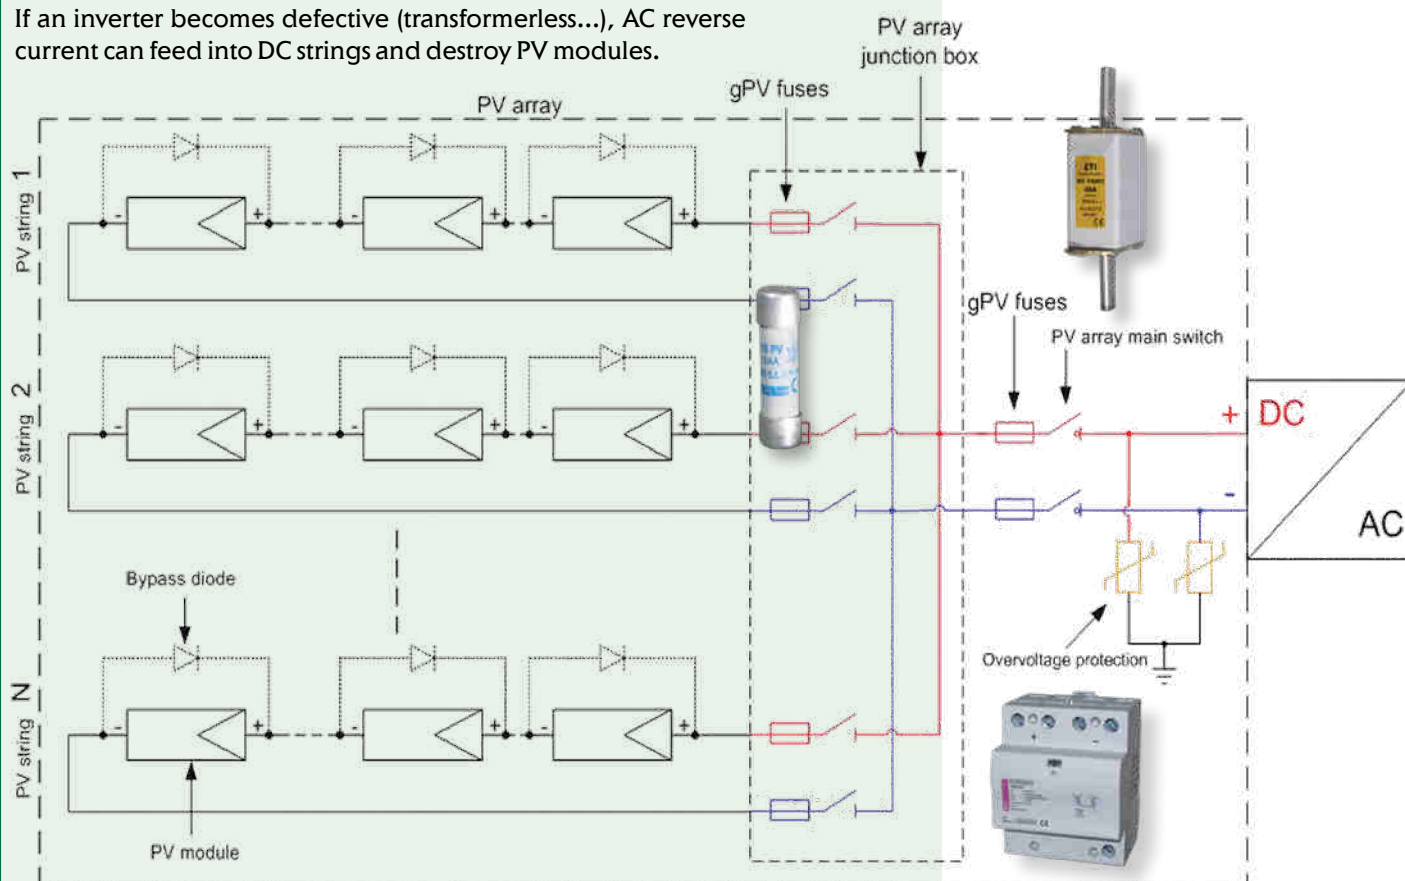 If an inverter becomes defective (transformerless...), AC reverse
current can feed into DC strings and destroy PV modules.
PV array
junction box
gPV fuses
PV array
PV string 1
- + - + - +
ETI
gPV fuses
PV array main switch
PV string 2
- + - + - +
+ DC
-
AC
Bypass diode
Overvoltage protection
PV string N
- + - + - +
PV module